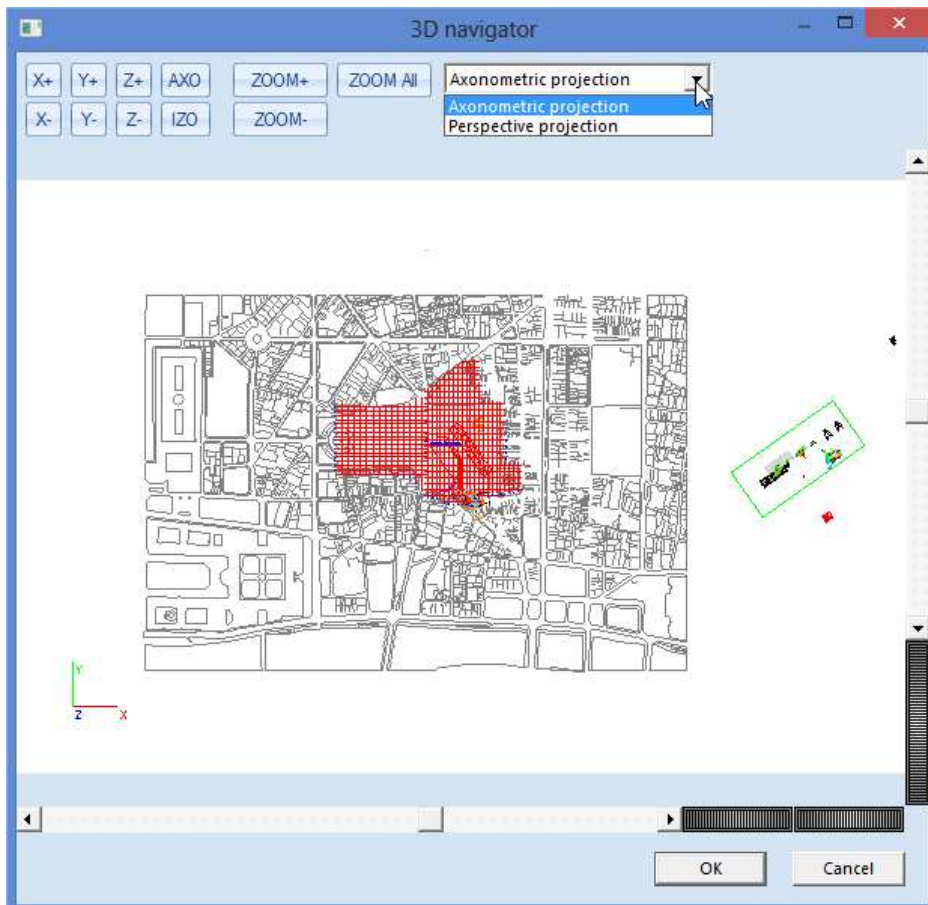 3D navigator
X+ Y+ Z+ AXO ZOOM+ ZOOM All Axonometric projection
X- Y- Z- IZO ZOOM- Axonometric projection
Perspective projection
Y
Z X
OK Cancel